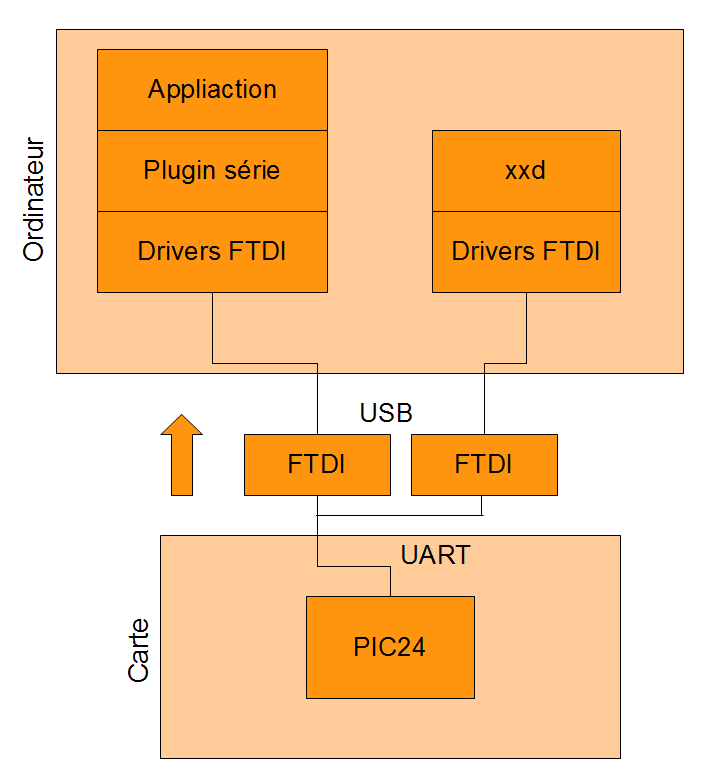 Ordinateur
Appliaction
Plugin série
Drivers FTDI
xxd
Drivers FTDI
USB
FTDI
FTDI
Carte
UART
PIC24